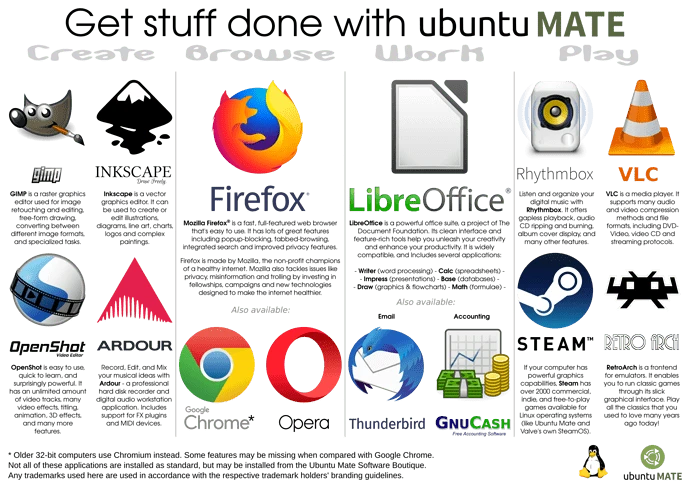 Get stuff done with ubuntu MATE
Create
Browse
Work
Play
gimp
GIMP is a raster graphics
editor used for image
retouching and editing,
free-form drawing,
converting between
different image formats,
and specialized tasks.
INKSCAPE
Draw Freely.
Inkscape is a vector
graphics editor. It can
be used to create or
edit illustrations,
diagrams, line art, charts,
logos and complex
paintings.
OpenShot
Video Editor
OpenShot is easy to use,
quick to learn, and
surprisingly powerful. It
has an unlimited amount
of video tracks, many
video effects, titling,
animation, 3D effects,
and many more
features.
ARDOUR
Record, Edit, and Mix
your musical ideas with
Ardour - a professional
hard disk recorder and
digital audio workstation
application. Includes
support for FX plugins
and MIDI devices.
Firefox®
Mozilla Firefox® is a fast, full-featured web browser
that's easy to use. It has lots of great features
including popup-blocking, tabbed-browsing,
integrated search and improved privacy features.
Firefox is made by Mozilla, the non-profit champions
of a healthy internet. Mozilla also tackles issues like
privacy, misinformation and trolling by investing in
fellowships, campaigns and new technologies
designed to make the internet healthier.
Also available:
Google
Chrome*
Opera
LibreOffice®
LibreOffice is a powerful office suite, a project of The
Document Foundation. Its clean interface and
feature-rich tools help you unleash your creativity
and enhance your productivity. It is widely
compatible, and Includes several applications:
- Writer (word processing) - Calc (spreadsheets) -
- Impress (presentations) - Base (databases) -
- Draw (graphics & flowcharts) - Math (formulae) -
Also available:
Email
Thunderbird
Accounting
GNUCASH
Free Accounting Software
Rhythmbox
Listen and organize your
digital music with
Rhythmbox. It offers
gapless playback, audio
CD ripping and burning,
album cover display, and
many other features.
VLC
VLC is a media player. It
supports many audio
and video compression
methods and file
formats, including DVD-
Video, video CD and
streaming protocols.
STEAM™
If your computer has
powerful graphics
capabilities, Steam has
over 2000 commercial,
indie, and free-to-play
games available for
Linux operating systems
(like Ubuntu Mate and
Valve's own SteamOS).
RETRO ARCH
RetroArch is a frontend
for emulators. It enables
you to run classic games
through its slick
graphical interface. Play
all the classics that you
used to love many years
ago today!
* Older 32-bit computers use Chromium instead. Some features may be missing when compared with Google Chrome.
Not all of these applications are installed as standard, but may be installed from the Ubuntu Mate Software Boutique.
Any trademarks used here are used in accordance with the respective trademark holders' branding guidelines.
ubuntu MATE